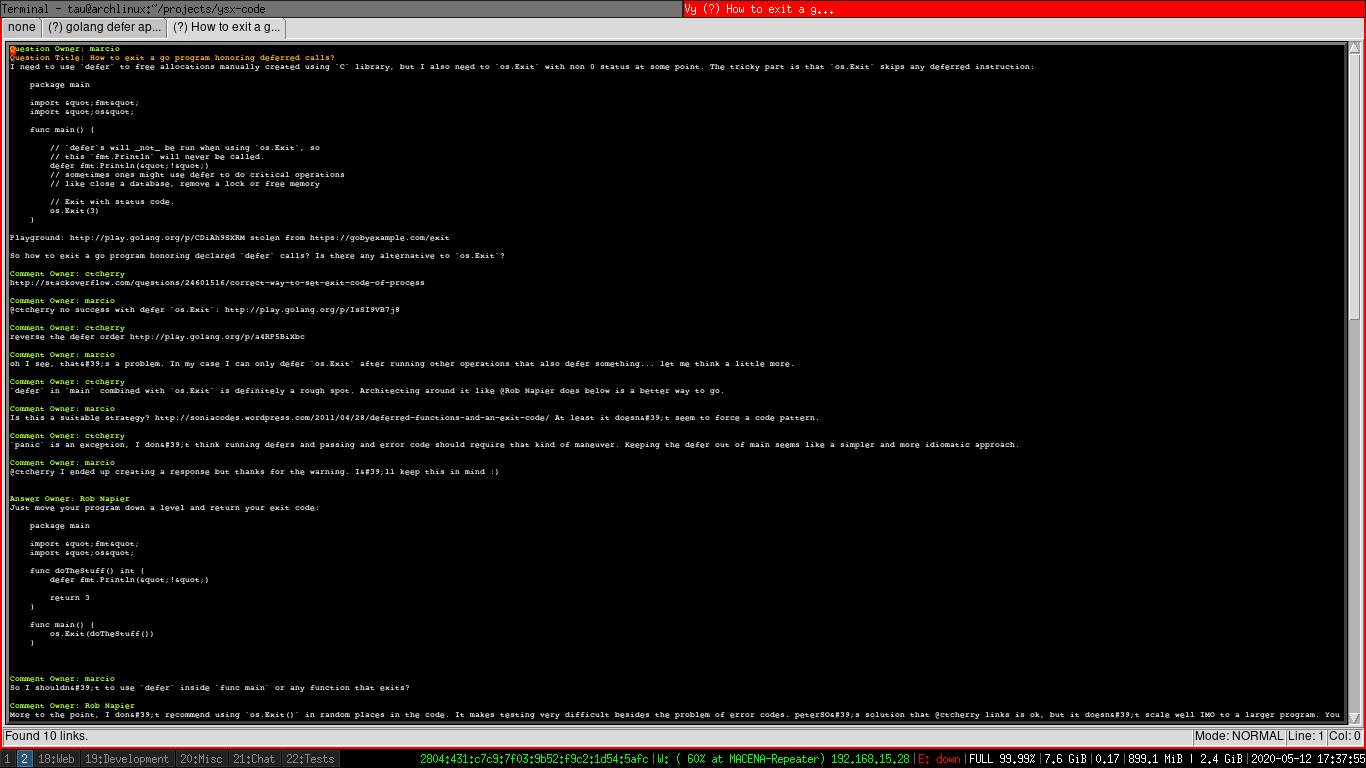 Terminal - tau@archlinux:~/projects/ysx-code
Vy (?) How to exit a g...
none (?) golang defer ap... (?) How to exit a g...
Question Owner: marcio
Question Title: How to exit a go program honoring deferred calls?
I need to use `defer` to free allocations manually created using `C` library, but I also need to `os.Exit` with non 0 status at some point. The tricky part is that `os.Exit` skips any deferred instruction:
package main
import &quot;fmt&quot;
import &quot;os&quot;
func main() {
// `defer`s will _not_ be run when using `os.Exit`, so
// this `fmt.Println` will never be called.
defer fmt.Println(&quot;!&quot;)
// sometimes ones might use defer to do critical operations
// like close a database, remove a lock or free memory
// Exit with status code.
os.Exit(3)
}
Playground: http://play.golang.org/p/CDiAh9SXRM stolen from https://gobyexample.com/exit
So how to exit a go program honoring declared `defer` calls? Is there any alternative to `os.Exit`?
Comment Owner: ctcherry
http://stackoverflow.com/questions/24601516/correct-way-to-set-exit-code-of-process
Comment Owner: marcio
@ctcherry no success with defer `os.Exit`: http://play.golang.org/p/IsSI9VB7j8
Comment Owner: ctcherry
reverse the defer order http://play.golang.org/p/a4RP5BiXbc
Comment Owner: marcio
oh I see, that&#39;s a problem. In my case I can only defer `os.Exit` after running other operations that also defer something... let me think a little more.
Comment Owner: ctcherry
`defer` in `main` combined with `os.Exit` is definitely a rough spot. Architecting around it like @Rob Napier does below is a better way to go.
Comment Owner: marcio
Is this a suitable strategy? http://soniacodes.wordpress.com/2011/04/28/deferred-functions-and-an-exit-code/ At least it doesn&#39;t seem to force a code pattern.
Comment Owner: ctcherry
`panic` is an exception, I don&#39;t think running defers and passing and error code should require that kind of maneuver. Keeping the defer out of main seems like a simpler and more idiomatic approach.
Comment Owner: marcio
@ctcherry I ended up creating a response but thanks for the warning. I&#39;ll keep this in mind :)
Answer Owner: Rob Napier
Just move your program down a level and return your exit code:
package main
import &quot;fmt&quot;
import &quot;os&quot;
func doTheStuff() int {
defer fmt.Println(&quot;!&quot;)
return 3
}
func main() {
os.Exit(doTheStuff())
}
Comment Owner: marcio
So I shouldn&#39;t to use `defer` inside `func main` or any function that exits?
Comment Owner: Rob Napier
More to the point, I don&#39;t recommend using `os.Exit()` in random places in the code. It makes testing very difficult besides the problem of error codes. peterSO&#39;s solution that @ctcherry links is ok, but it doesn&#39;t scale well IMO to a larger program. You
Found 10 links. Mode: NORMAL Line: 1 Col: 0
1 2 18:Web 19:Development 20:Misc 21:Chat 22:Tests 2804:431:c7c9:7f03:9b52:f9c2:1d54:5afc|W: ( 60% at MACENA-Repeater) 192.168.15.28|E: down|FULL 99.99%|7.6 GiB|0.17|899.1 MiB | 2.4 GiB|2020-05-12 17:37:55